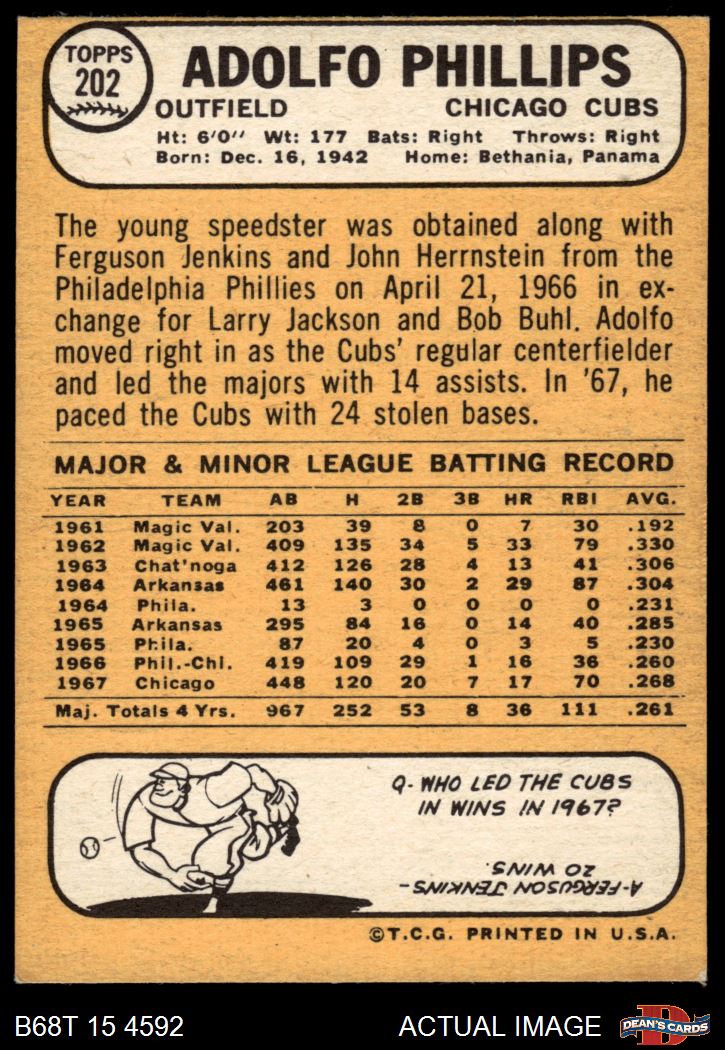 TOPPS
202
ADOLFO PHILLIPS
OUTFIELD CHICAGO CUBS
Ht: 6'0" Wt: 177 Bats: Right Throws: Right
Born: Dec. 16, 1942 Home: Bethania, Panama
The young speedster was obtained along with
Ferguson Jenkins and John Herrnstein from the
Philadelphia Phillies on April 21, 1966 in ex-
change for Larry Jackson and Bob Buhl. Adolfo
moved right in as the Cubs' regular centerfielder
and led the majors with 14 assists. In '67, he
paced the Cubs with 24 stolen bases.
MAJOR & MINOR LEAGUE BATTING RECORD
YEAR TEAM AB H 2B 3B HR RBI AVG.
1961 Magic Val. 203 39 8 0 7 30 .192
1962 Magic Val. 409 135 34 5 33 79 .330
1963 Chat'noga 412 126 28 4 13 41 .306
1964 Arkansas 461 140 30 2 29 87 .304
1964 Phila. 13 3 0 0 0 0 .231
1965 Arkansas 295 84 16 0 14 40 .285
1965 Phila. 87 20 4 0 3 5 .230
1966 Phil.-Chi. 419 109 29 1 16 36 .260
1967 Chicago 448 120 20 7 17 70 .268
Maj. Totals 4 Yrs. 967 252 53 8 36 111 .261
Q- WHO LED THE CUBS
IN WINS IN 1967?
A-FERGUSON JENKINS-
20 WINS.
©T.C.G. PRINTED IN U.S.A.
B68T 15 4592 ACTUAL IMAGE D DEAN'S CARDS